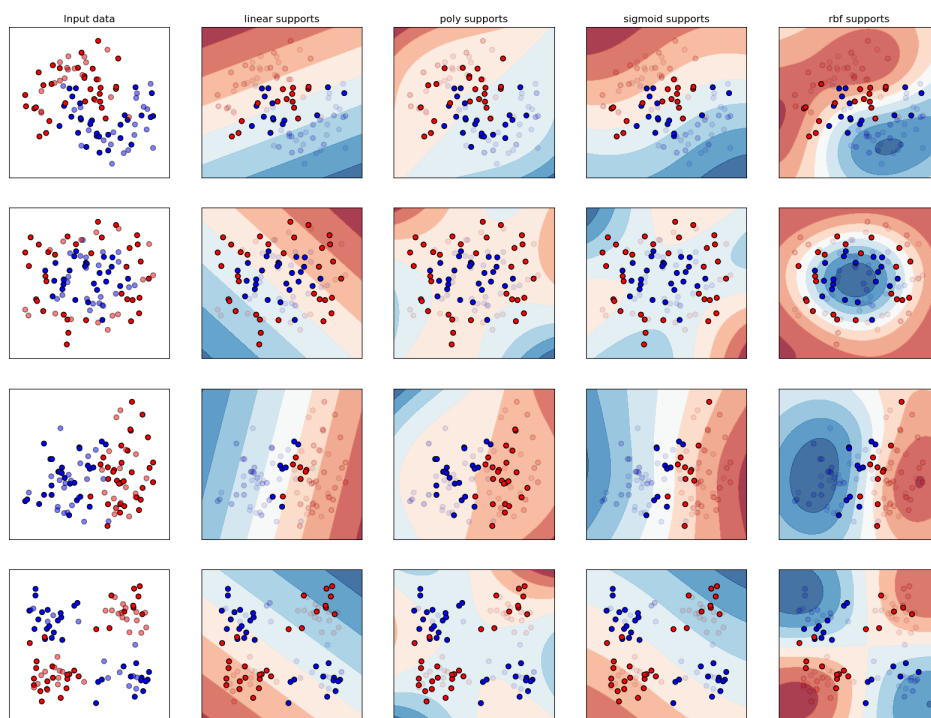 Input data
linear supports
poly supports
sigmoid supports
rbf supports